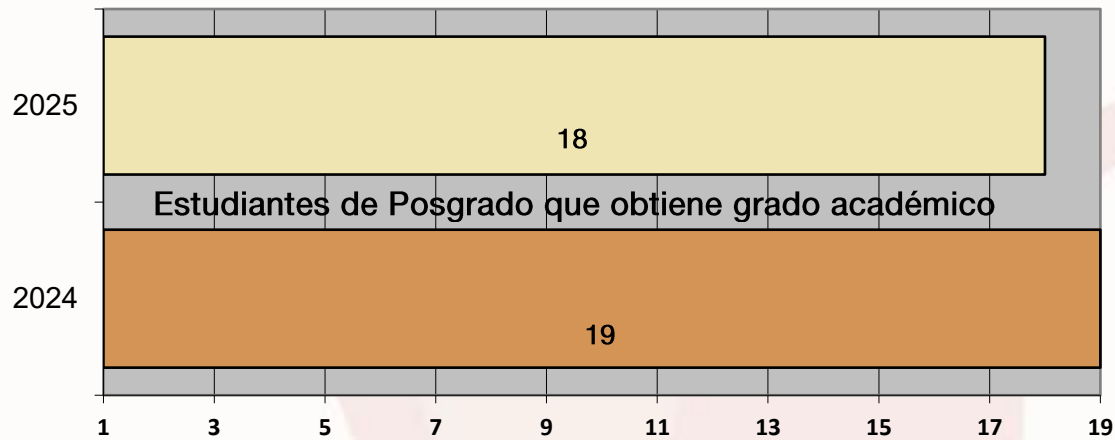 2025
18
Estudiantes de Posgrado que obtiene grado académico
2024
19
1 3 5 7 9 11 13 15 17 19